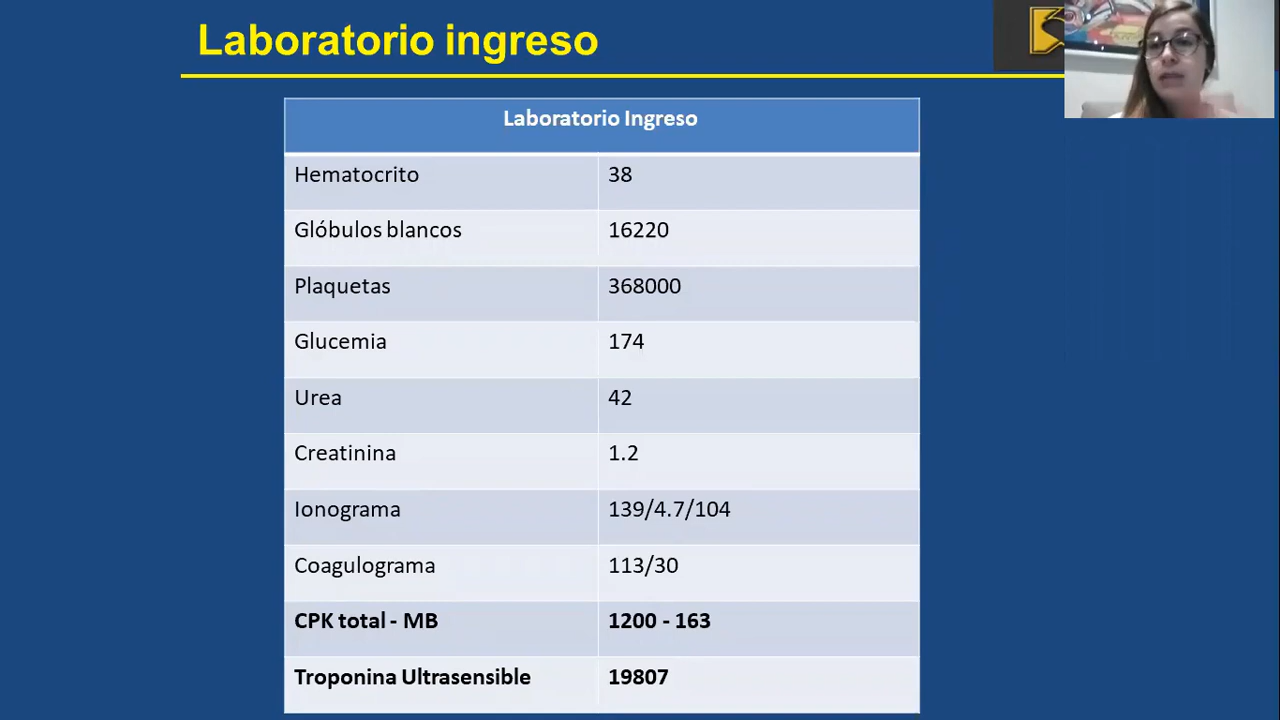 Laboratorio ingreso
Laboratorio Ingreso
Hematocrito 38
Glóbulos blancos 16220
Plaquetas 368000
Glucemia 174
Urea 42
Creatinina 1.2
Ionograma 139/4.7/104
Coagulograma 113/30
CPK total - MB 1200 - 163
Troponina Ultrasensible 19807